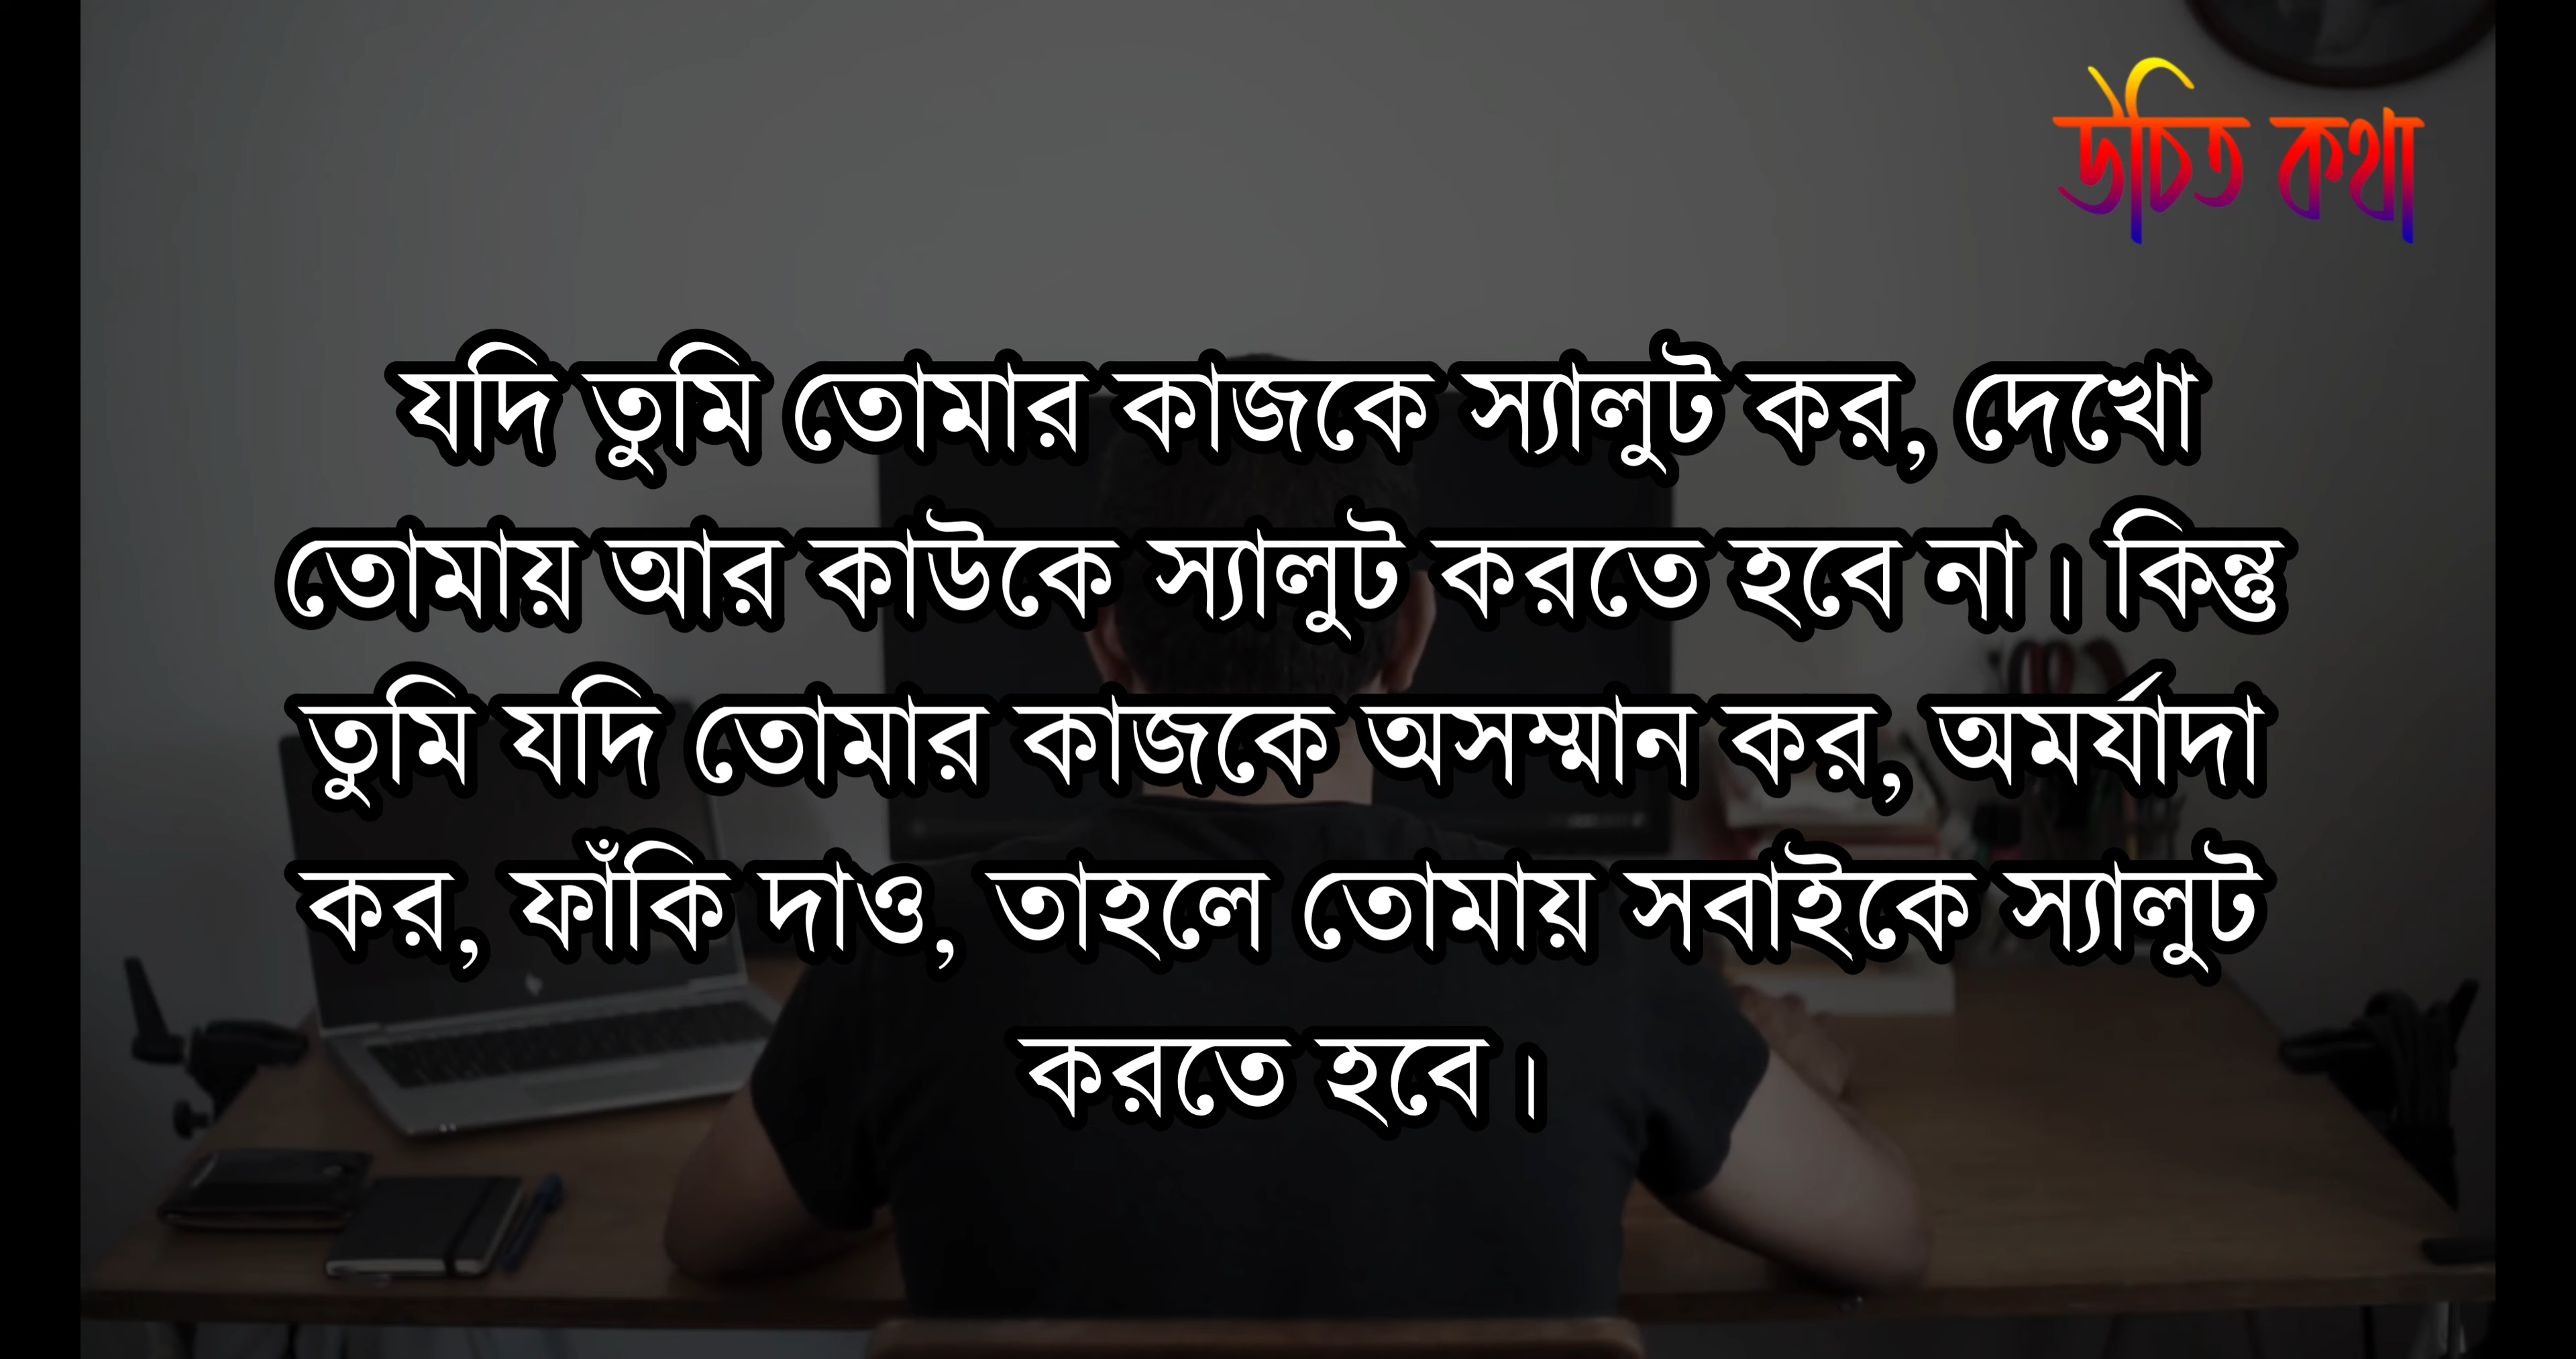 উচিত কথা
যদি তুমি তোমার কাজকে স্যালুট কর, দেখো
তোমায় আর কাউকে স্যালুট করতে হবে না। কিন্তু
তুমি যদি তোমার কাজকে অসম্মান কর, অমর্যাদা
কর, ফাঁকি দাও, তাহলে তোমায় সবাইকে স্যালুট
করতে হবে।